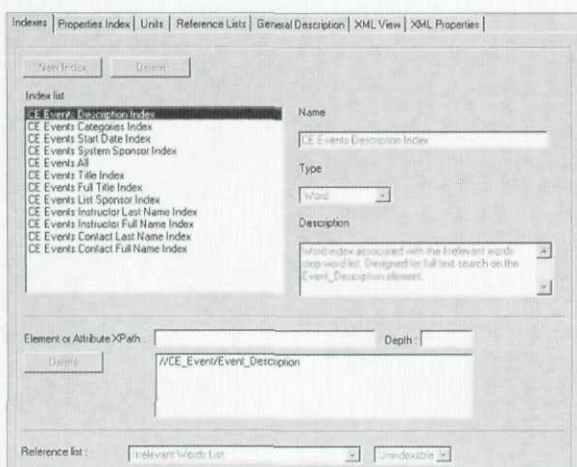 Indexes Properties Index Units Reference Lists General Description XML View XML Properties
New Index Delete
Index list
CE Events Description Index
CE Events Categories Index
CE Events Start Date Index
CE Events System Sponsor Index
CE Events All
CE Events Title Index
CE Events Full Title Index
CE Events List Sponsor Index
CE Events Instructor Last Name Index
CE Events Instructor Full Name Index
CE Events Contact Last Name Index
CE Events Contact Full Name Index
Name
CE Events Description Index
Type
Word
Description
Word index associated with the Irrelevant words
stop word list. Designed for full text search on the
Event_Description element.
Element or Attribute XPath : Depth :
Delete
//CE_Event/Event_Description
Reference list : Irrelevant Words List Unindexable